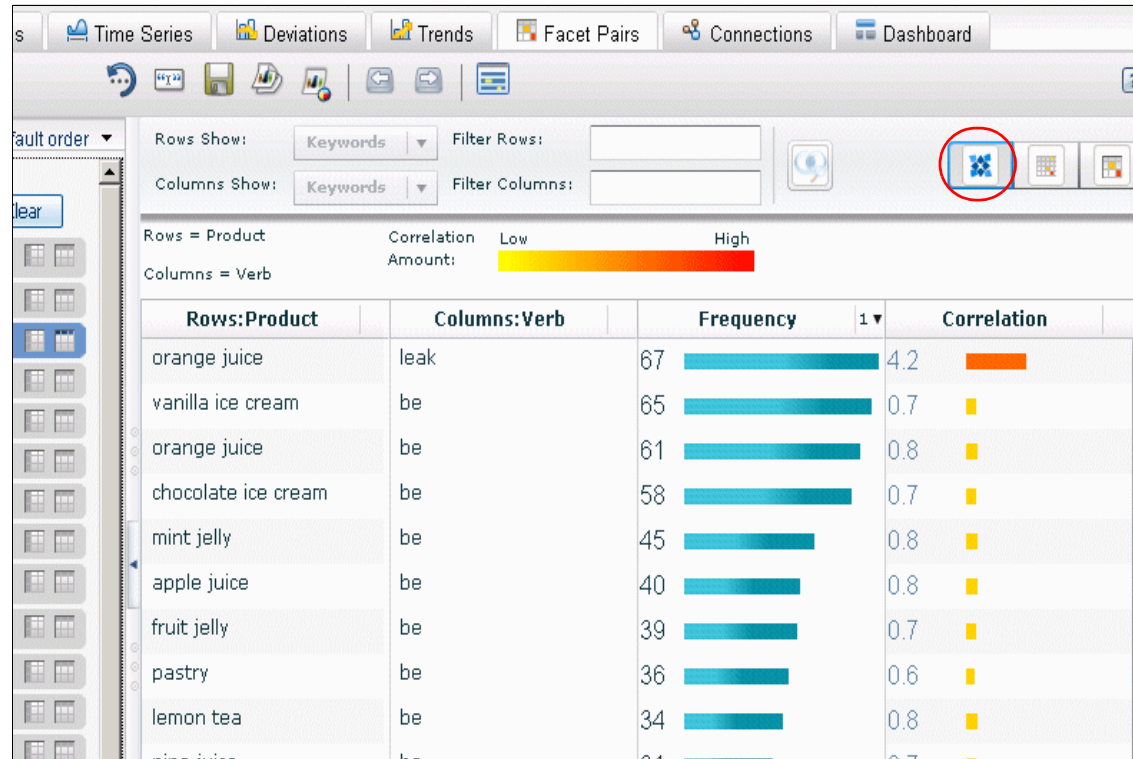 s Time Series Deviations Trends Facet Pairs Connections Dashboard
fault order
Clear
Rows Show: Keywords Filter Rows:
Columns Show: Keywords Filter Columns:
Rows = Product
Columns = Verb
Correlation Amount: Low High
Rows:Product Columns:Verb Frequency 1 Correlation
orange juice leak 67 4.2
vanilla ice cream be 65 0.7
orange juice be 61 0.8
chocolate ice cream be 58 0.7
mint jelly be 45 0.8
apple juice be 40 0.8
fruit jelly be 39 0.7
pastry be 36 0.6
lemon tea be 34 0.8